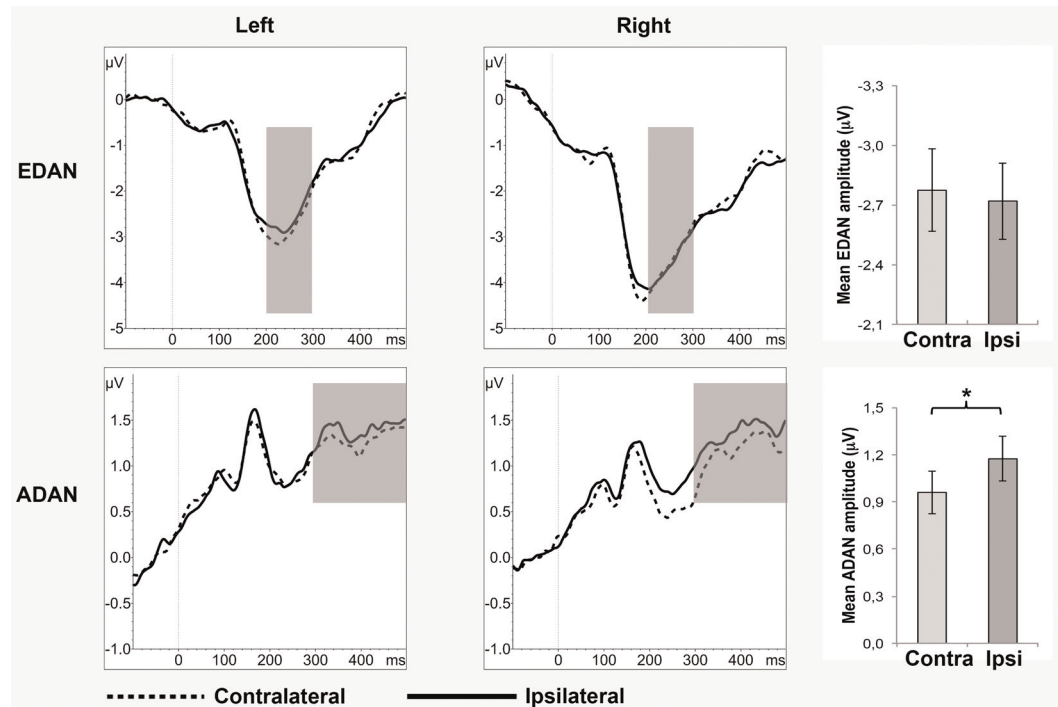 Left
Right
EDAN
µV
0
-1
-2
-3
-4
-5
0 100 200 300 400 ms
µV
0
-1
-2
-3
-4
-5
0 100 200 300 400 ms
Mean EDAN amplitude (µV)
-3.3
-3.0
-2.7
-2.4
-2.1
Contra Ipsi
ADAN
µV
1.5
1.0
0.5
0.0
-0.5
-1.0
0 100 200 300 400 ms
µV
1.5
1.0
0.5
0.0
-0.5
-1.0
0 100 200 300 400 ms
Mean ADAN amplitude (µV)
1,5
1,2
0,9
0,6
0,3
0,0
*
Contra Ipsi
Contralateral Ipsilateral